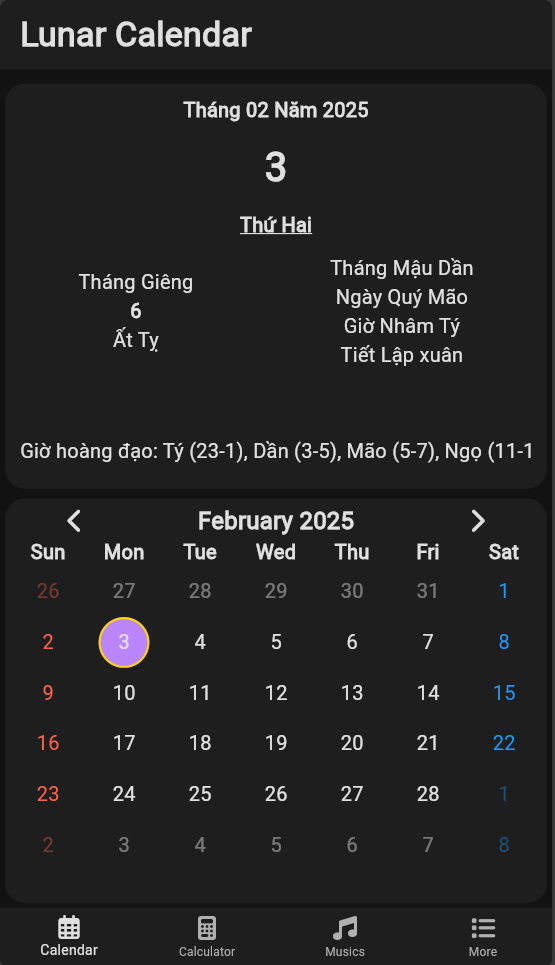 Lunar Calendar
Tháng 02 Năm 2025
3
Thứ Hai
Tháng Giêng
6
Ất Tỵ
Tháng Mậu Dần
Ngày Quý Mão
Giờ Nhâm Tý
Tiết Lập xuân
Giờ hoàng đạo: Tý (23-1), Dần (3-5), Mão (5-7), Ngọ (11-1
February 2025
Sun Mon Tue Wed Thu Fri Sat
26 27 28 29 30 31 1
2 3 4 5 6 7 8
9 10 11 12 13 14 15
16 17 18 19 20 21 22
23 24 25 26 27 28 1
2 3 4 5 6 7 8
Calendar Calculator Musics More